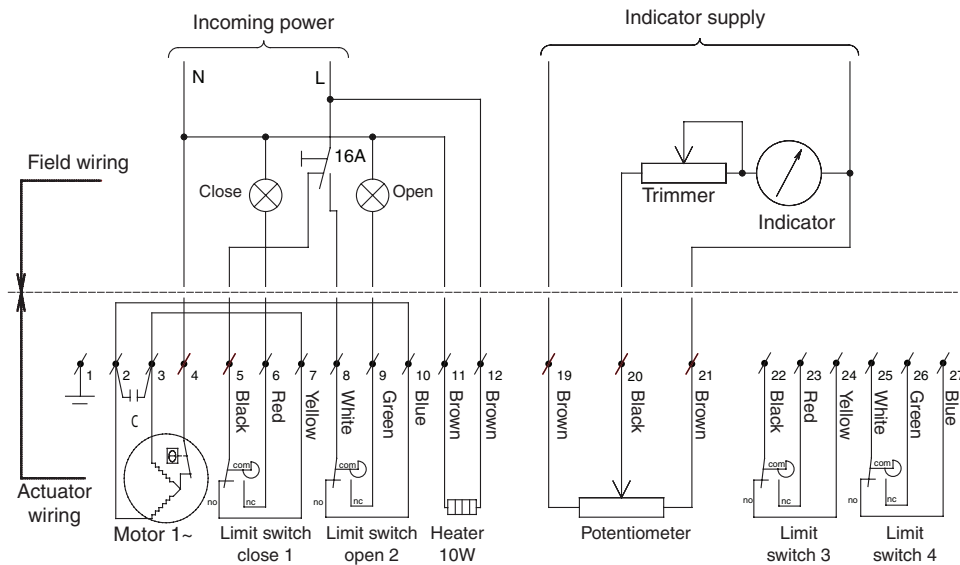 Incoming power
Indicator supply
N
L
16A
Field wiring
Close
Open
Trimmer
Indicator
1
2
3
4
5
6
7
8
9
10
11
12
19
20
21
22
23
24
25
26
27
Black
Red
Yellow
White
Green
Blue
Brown
Brown
Brown
Black
Brown
Black
Red
Yellow
White
Green
Blue
C
com
com
com
com
no
nc
no
nc
no
nc
no
nc
Actuator
wiring
Motor 1~
Limit switch
close 1
Limit switch
open 2
Heater
10W
Potentiometer
Limit
switch 3
Limit
switch 4